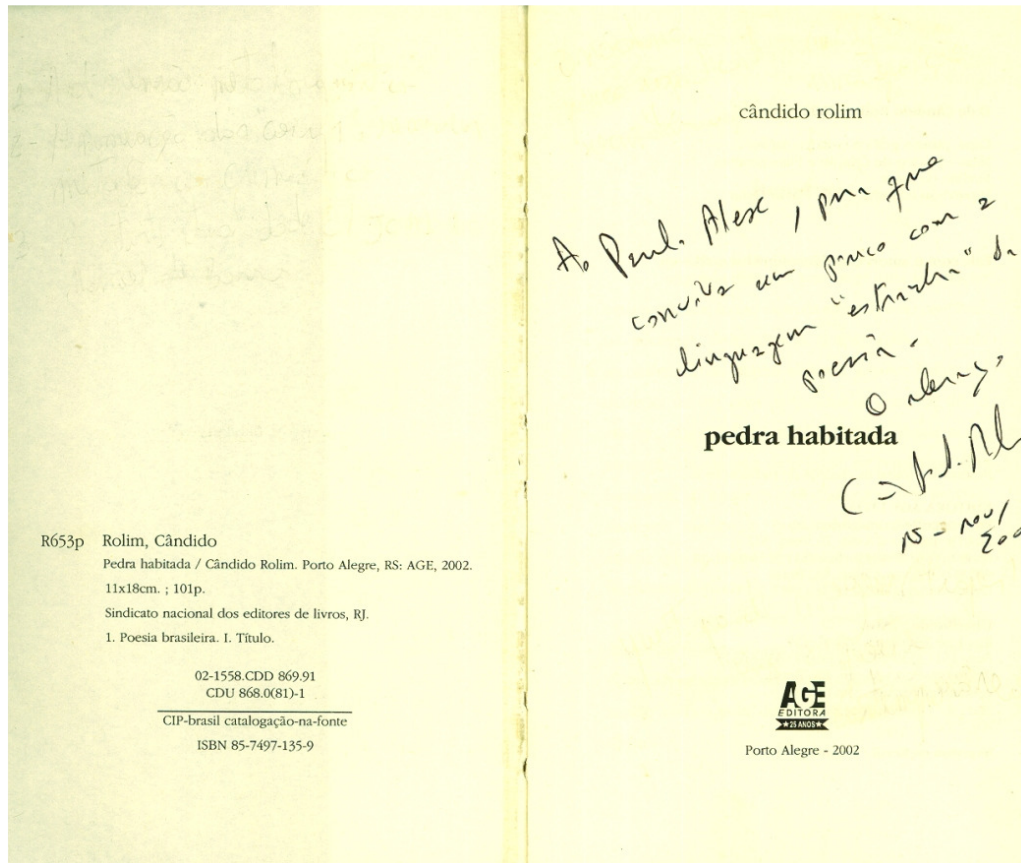 R653p Rolim, Cândido
Pedra habitada / Cândido Rolim. Porto Alegre, RS: AGE, 2002.
11x18cm. ; 101p.
Sindicato nacional dos editores de livros, RJ.
1. Poesia brasileira. I. Título.
02-1558.CDD 869.91
CDU 868.0(81)-1
CIP-brasil catalogação-na-fonte
ISBN 85-7497-135-9
cândido rolim
Ao Paulo Alexc, para que
conviva um pouco com a
linguagem "estranha" da
poesia.
O abraço,
pedra habitada
AGE
EDITORA
25 ANOS
Porto Alegre - 2002